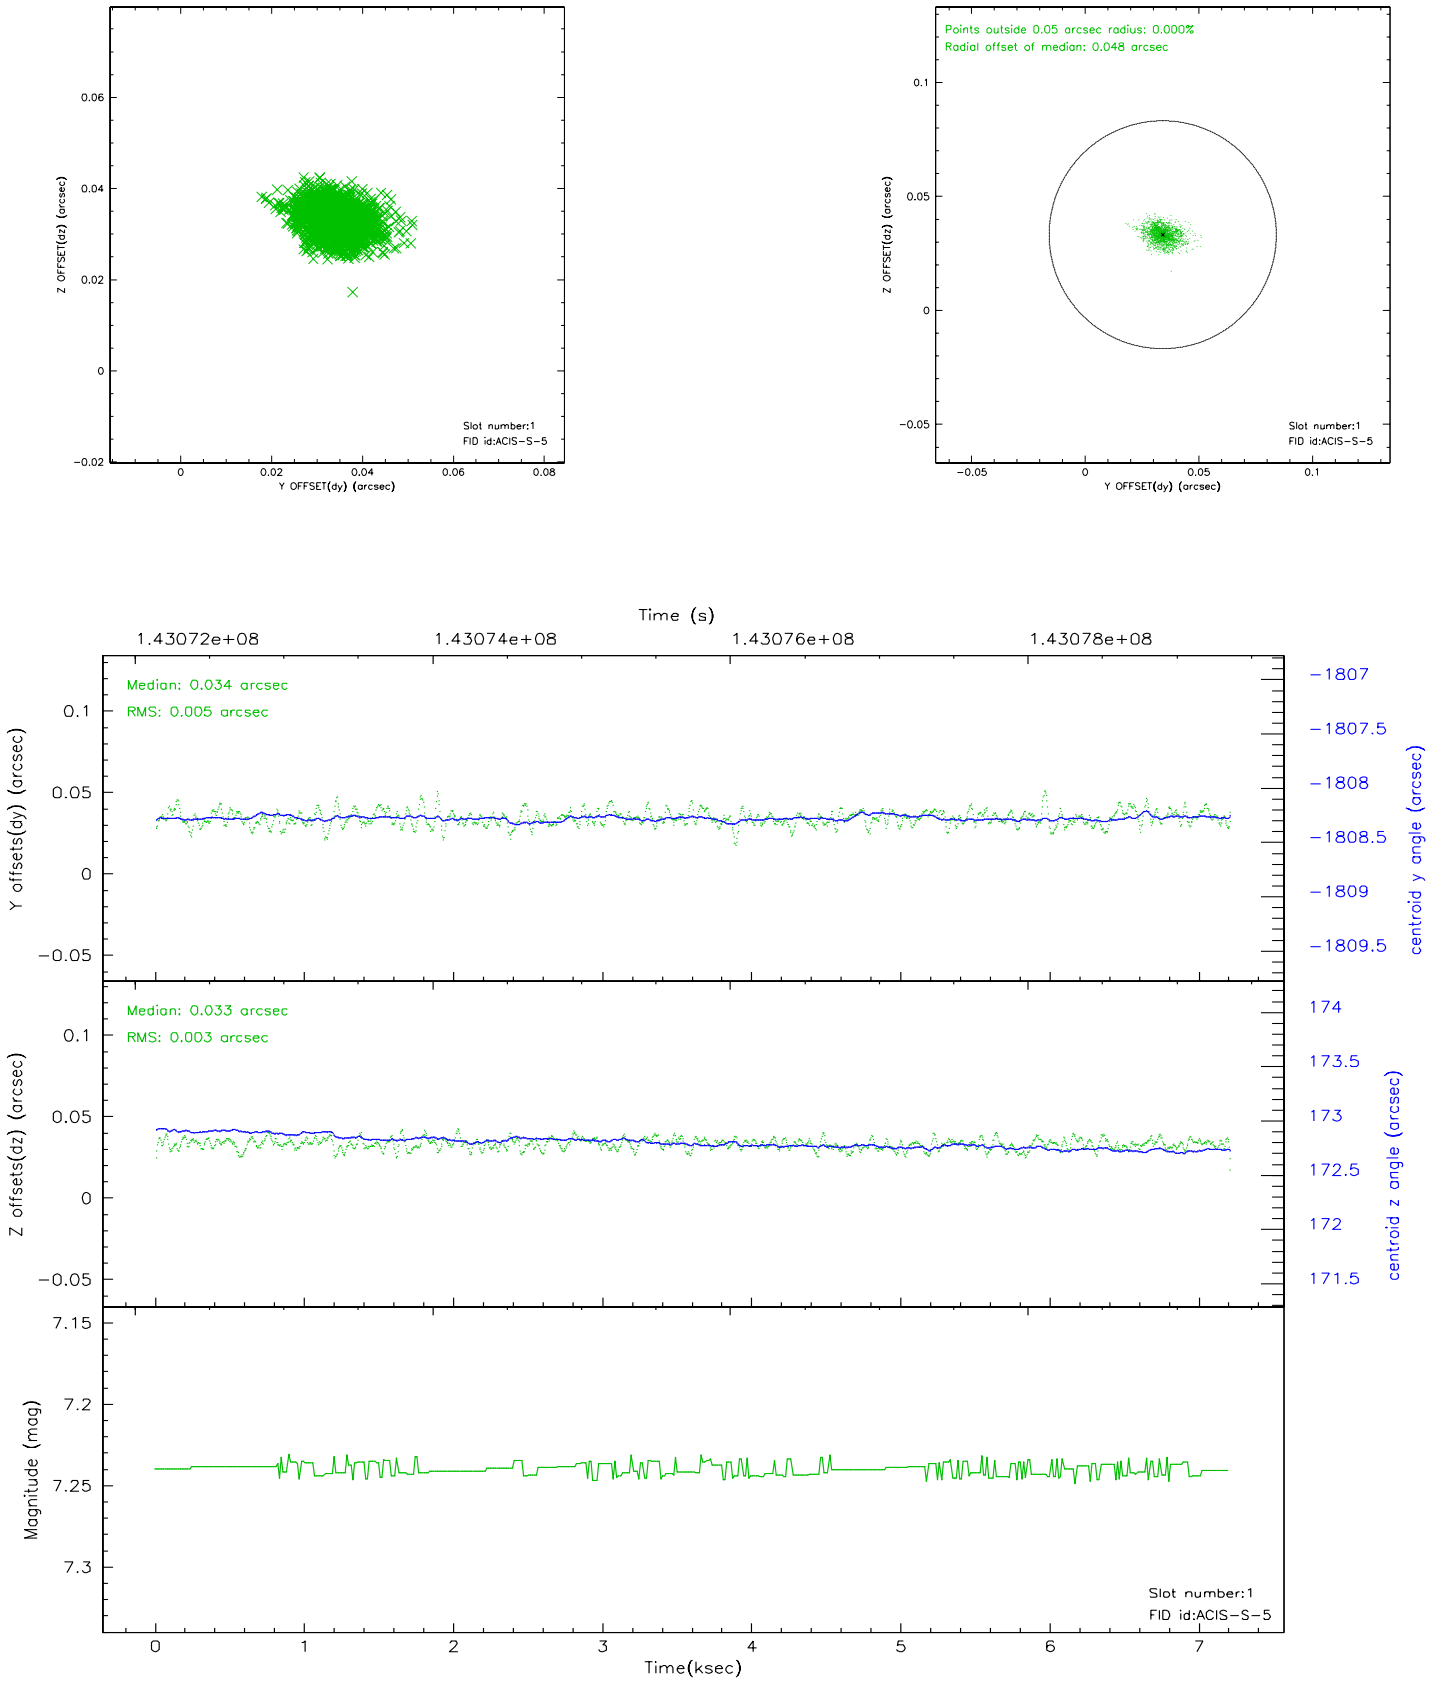 0.06
0.04
0.02
0
−0.02
Z OFFSET(dz) (arcsec)
0 0.02 0.04 0.06 0.08
Y OFFSET(dy) (arcsec)
Slot number:1
FID id:ACIS−S−5
Points outside 0.05 arcsec radius: 0.000%
Radial offset of median: 0.048 arcsec
0.1
0.05
0
−0.05
Z OFFSET(dz) (arcsec)
−0.05 0 0.05 0.1
Y OFFSET(dy) (arcsec)
Slot number:1
FID id:ACIS−S−5
Time (s)
1.43072e+08 1.43074e+08 1.43076e+08 1.43078e+08
Median: 0.034 arcsec
RMS: 0.005 arcsec
0.1
0.05
0
−0.05
Y offsets(dy) (arcsec)
−1807
−1807.5
−1808
−1808.5
−1809
−1809.5
centroid y angle (arcsec)
Median: 0.033 arcsec
RMS: 0.003 arcsec
0.1
0.05
0
−0.05
Z offsets(dz) (arcsec)
174
173.5
173
172.5
172
171.5
centroid z angle (arcsec)
7.15
7.2
7.25
7.3
Magnitude (mag)
Slot number:1
FID id:ACIS−S−5
0 1 2 3 4 5 6 7
Time(ksec)